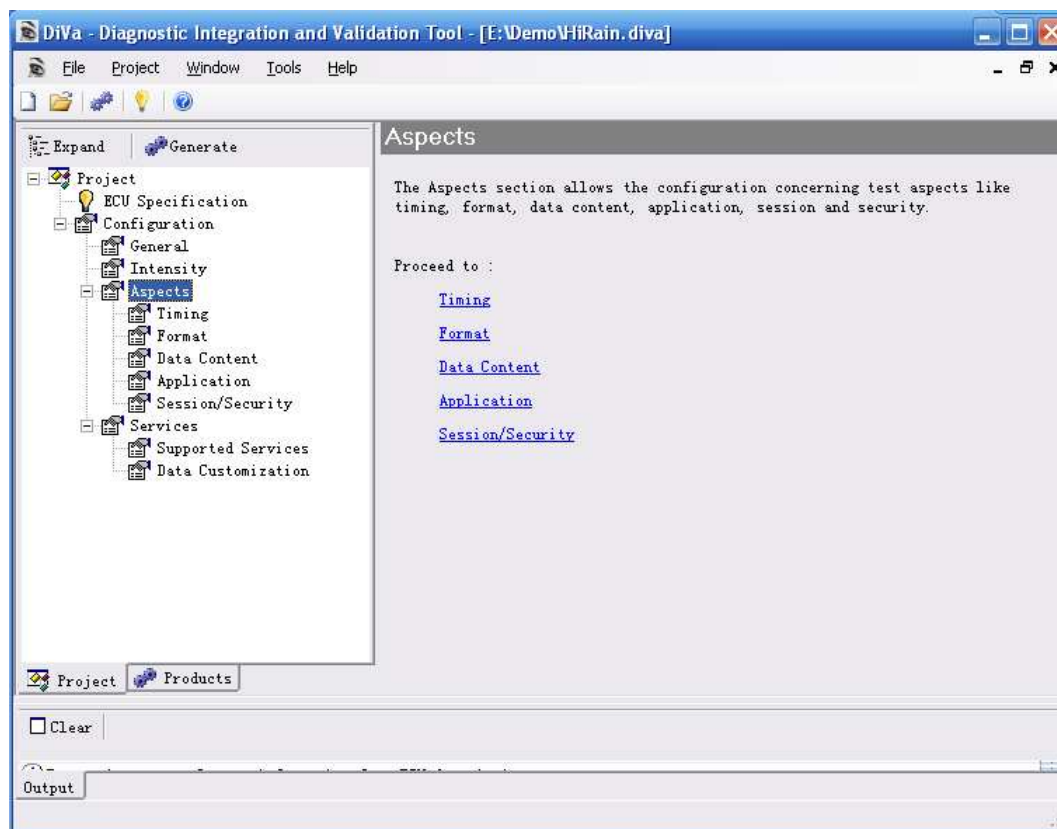 DiVa - Diagnostic Integration and Validation Tool - [E:\Demo\HiRain.diva]
File Project Window Tools Help
Expand Generate
Project
ECU Specification
Configuration
General
Intensity
Aspects
Timing
Format
Data Content
Application
Session/Security
Services
Supported Services
Data Customization
Project Products
Aspects
The Aspects section allows the configuration concerning test aspects like
timing, format, data content, application, session and security.
Proceed to :
Timing
Format
Data Content
Application
Session/Security
Clear
Output